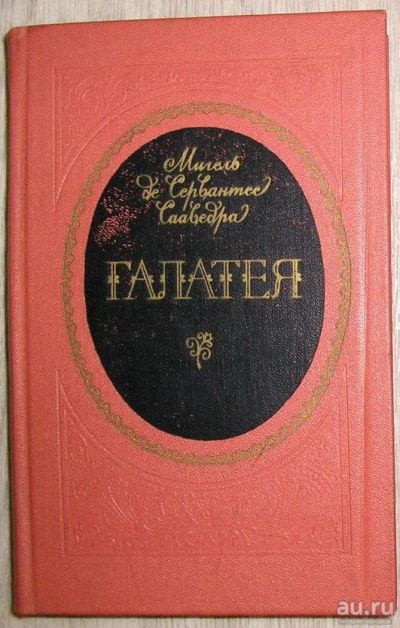 Мигель
де Сервантес
Сааведра
ГАЛАТЕЯ
au.ru